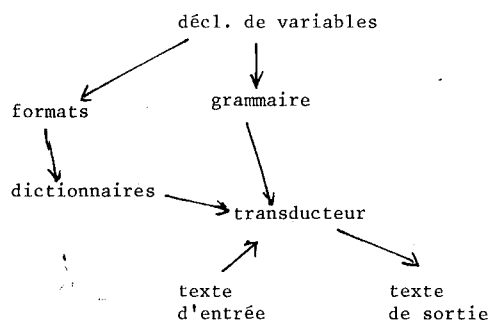 décl. de variables
grammaire
formats
dictionnaires
transducteur
texte
d'entrée
texte
de sortie